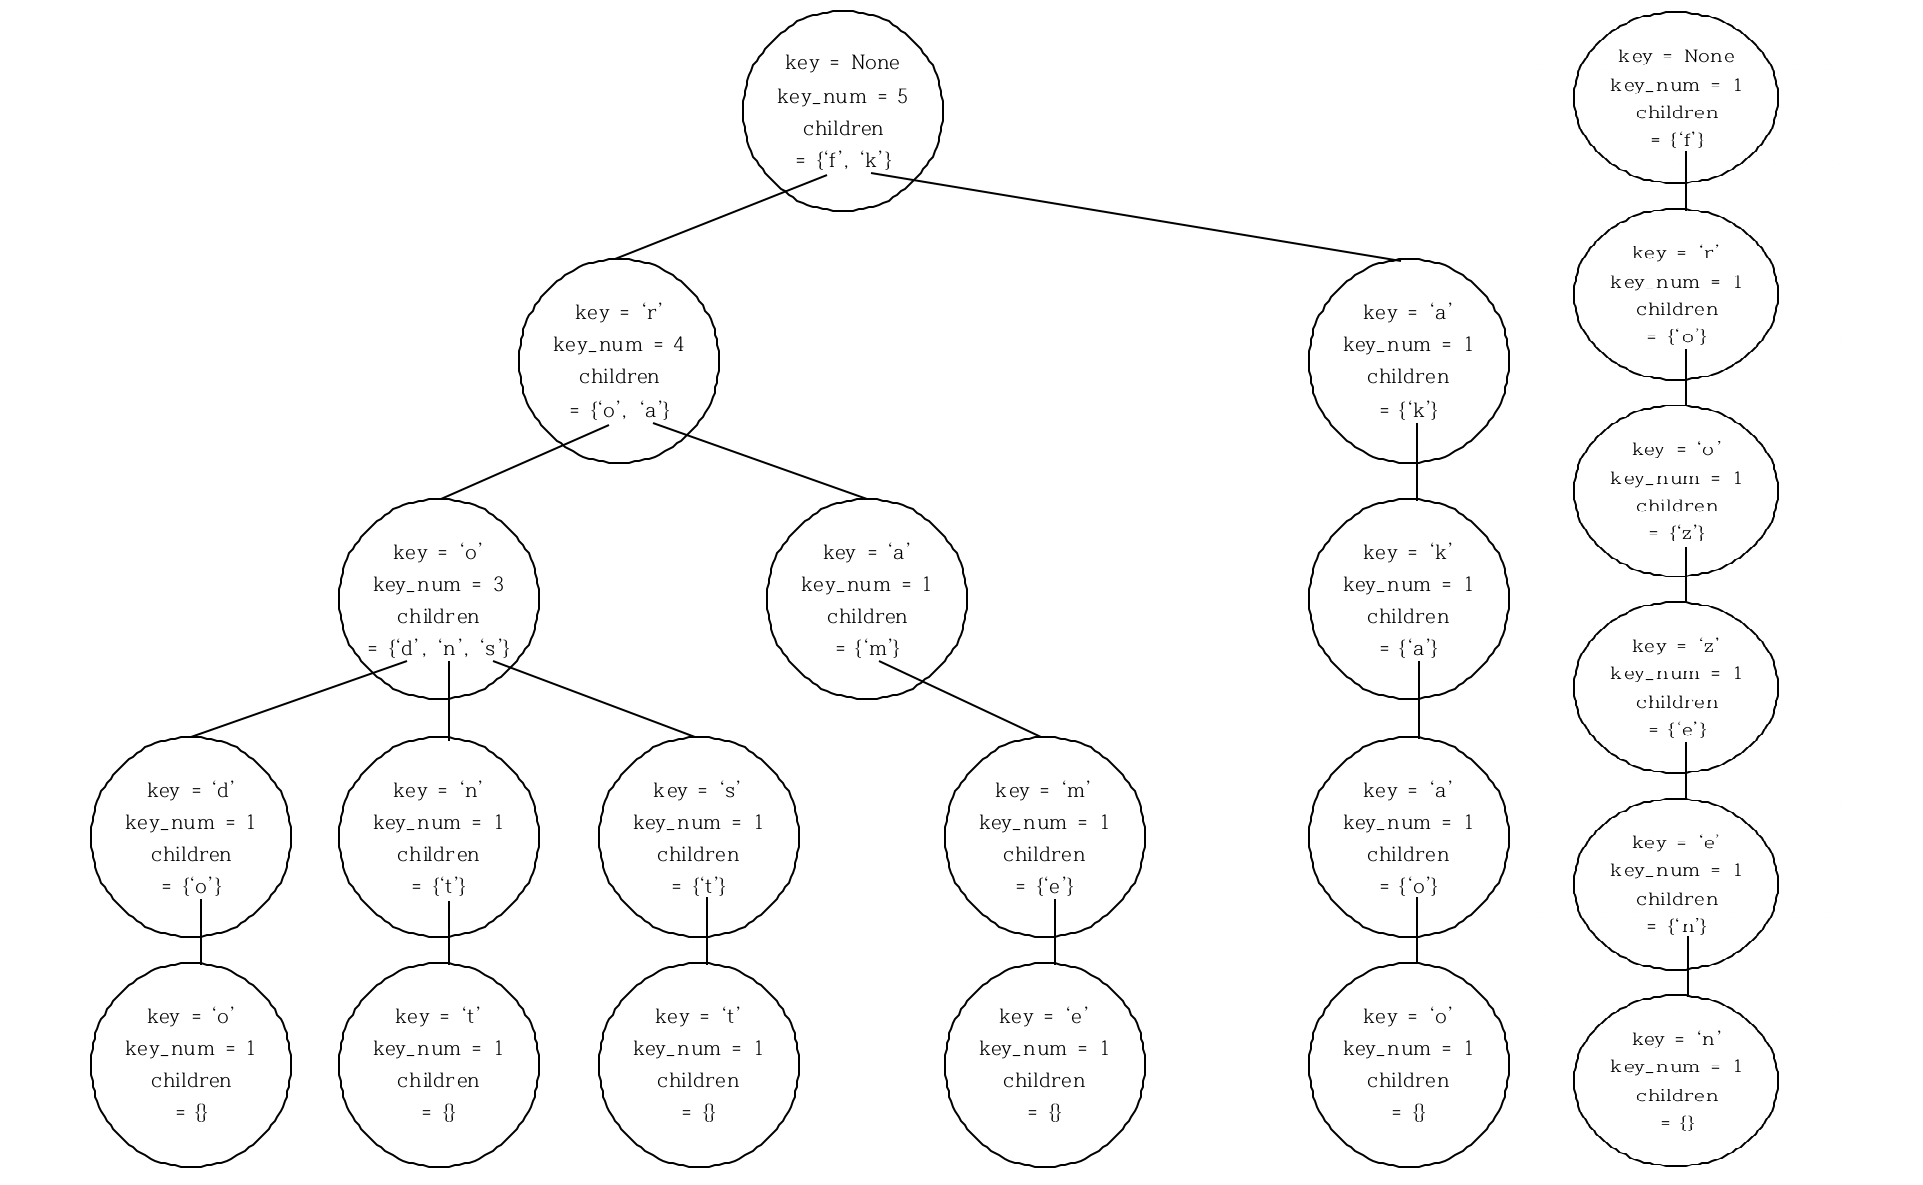 key = None
key_num = 5
children
= {‘f’, ‘k’}
key = ‘r’
key_num = 4
children
= {‘o’, ‘a’}
key = ‘a’
key_num = 1
children
= {‘k’}
key = ‘o’
key_num = 3
children
= {‘d’, ‘n’, ‘s’}
key = ‘a’
key_num = 1
children
= {‘m’}
key = ‘k’
key_num = 1
children
= {‘a’}
key = ‘d’
key_num = 1
children
= {‘o’}
key = ‘n’
key_num = 1
children
= {‘t’}
key = ‘s’
key_num = 1
children
= {‘t’}
key = ‘m’
key_num = 1
children
= {‘e’}
key = ‘a’
key_num = 1
children
= {‘o’}
key = ‘o’
key_num = 1
children
= {}
key = ‘t’
key_num = 1
children
= {}
key = ‘t’
key_num = 1
children
= {}
key = ‘e’
key_num = 1
children
= {}
key = ‘o’
key_num = 1
children
= {}
key = None
key_num = 1
children
= {‘f’}
key = ‘r’
key_num = 1
children
= {‘o’}
key = ‘o’
key_num = 1
children
= {‘z’}
key = ‘z’
key_num = 1
children
= {‘e’}
key = ‘e’
key_num = 1
children
= {‘n’}
key = ‘n’
key_num = 1
children
= {}